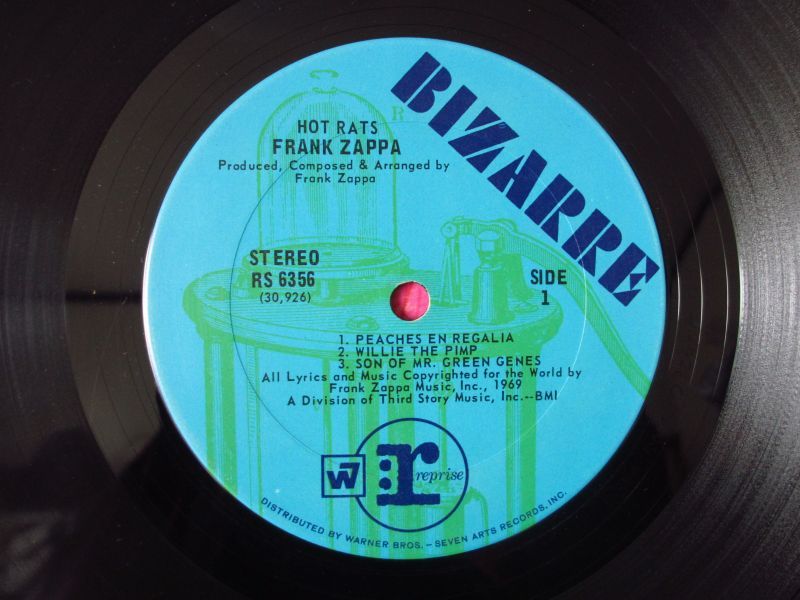 BIZARRE
HOT RATS
FRANK ZAPPA
Produced, Composed & Arranged by
Frank Zappa
R
STEREO
RS 6356
(30,926)
SIDE
1
1. PEACHES EN REGALIA
2. WILLIE THE PIMP
3. SON OF MR. GREEN GENES
All Lyrics and Music Copyrighted for the World by
Frank Zappa Music, Inc., 1969
A Division of Third Story Music, Inc.--BMI
W7
r reprise
DISTRIBUTED BY WARNER BROS. – SEVEN ARTS RECORDS, INC.